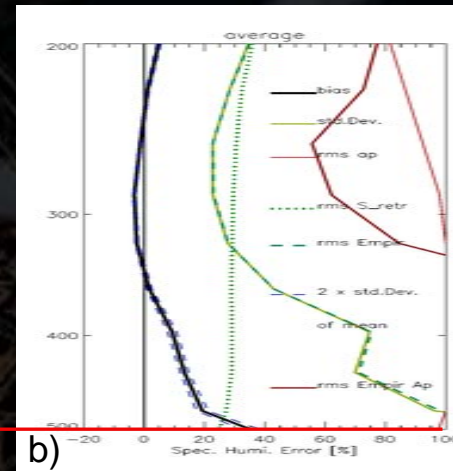 average
200
bias
std.Dev.
rms ap
rms S_retr
300
rms Empir
2 x std.Dev.
400
of mean
rms Empir Ap
500
-20 0 20 40 60 80 100
b) Spec. Humi. Error [%]